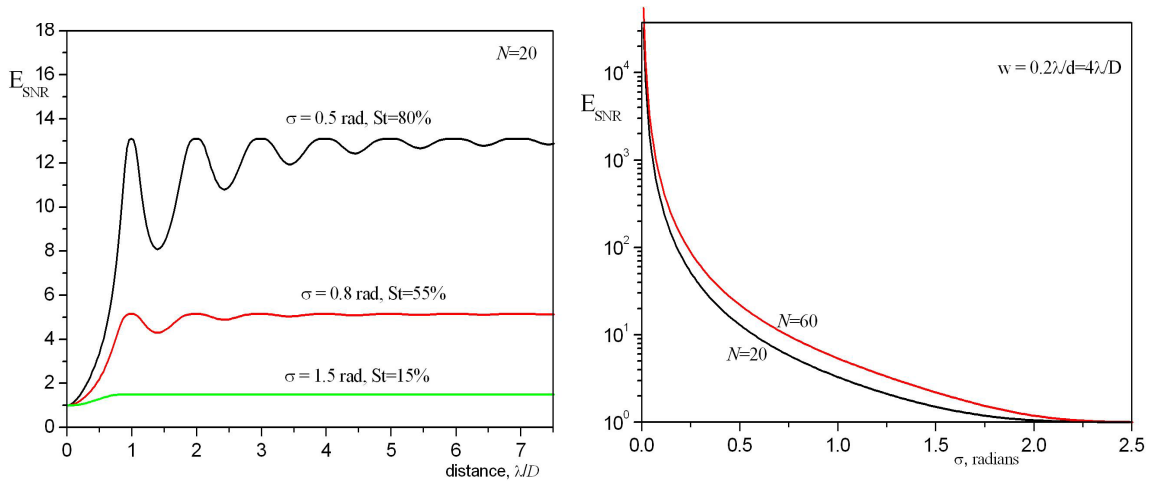 18
16
14
12
10
8
6
4
2
0
E_SNR
N=20
σ = 0.5 rad, St=80%
σ = 0.8 rad, St=55%
σ = 1.5 rad, St=15%
0 1 2 3 4 5 6 7
distance, λ/D
10^4
10^3
10^2
10^1
10^0
E_SNR
w = 0.2λ/d=4λ/D
N=60
N=20
0.0 0.5 1.0 1.5 2.0 2.5
σ, radians